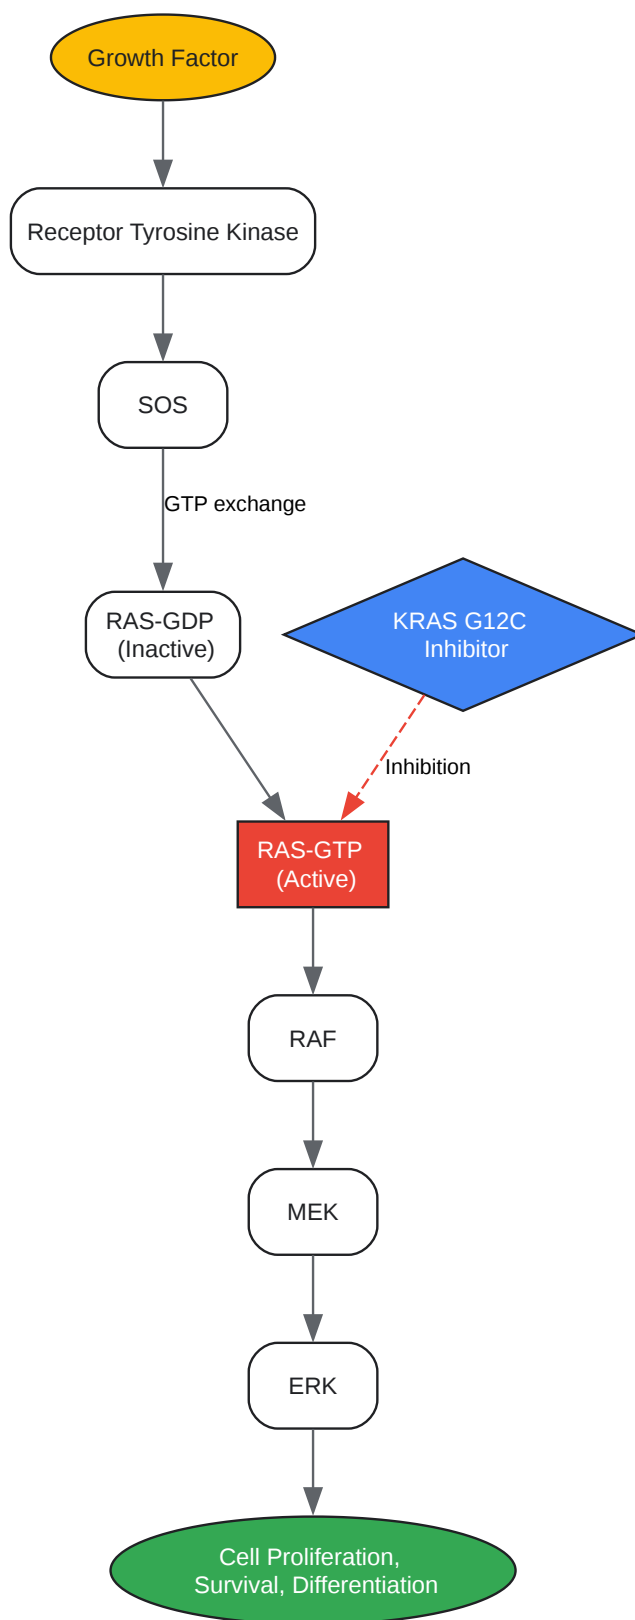 Growth Factor
Receptor Tyrosine Kinase
SOS
GTP exchange
RAS-GDP
(Inactive)
KRAS G12C
Inhibitor
Inhibition
RAS-GTP
(Active)
RAF
MEK
ERK
Cell Proliferation,
Survival, Differentiation